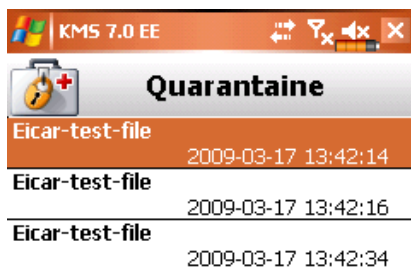 KMS 7.0 EE
Quarantaine
Eicar-test-file
2009-03-17 13:42:14
Eicar-test-file
2009-03-17 13:42:16
Eicar-test-file
2009-03-17 13:42:34